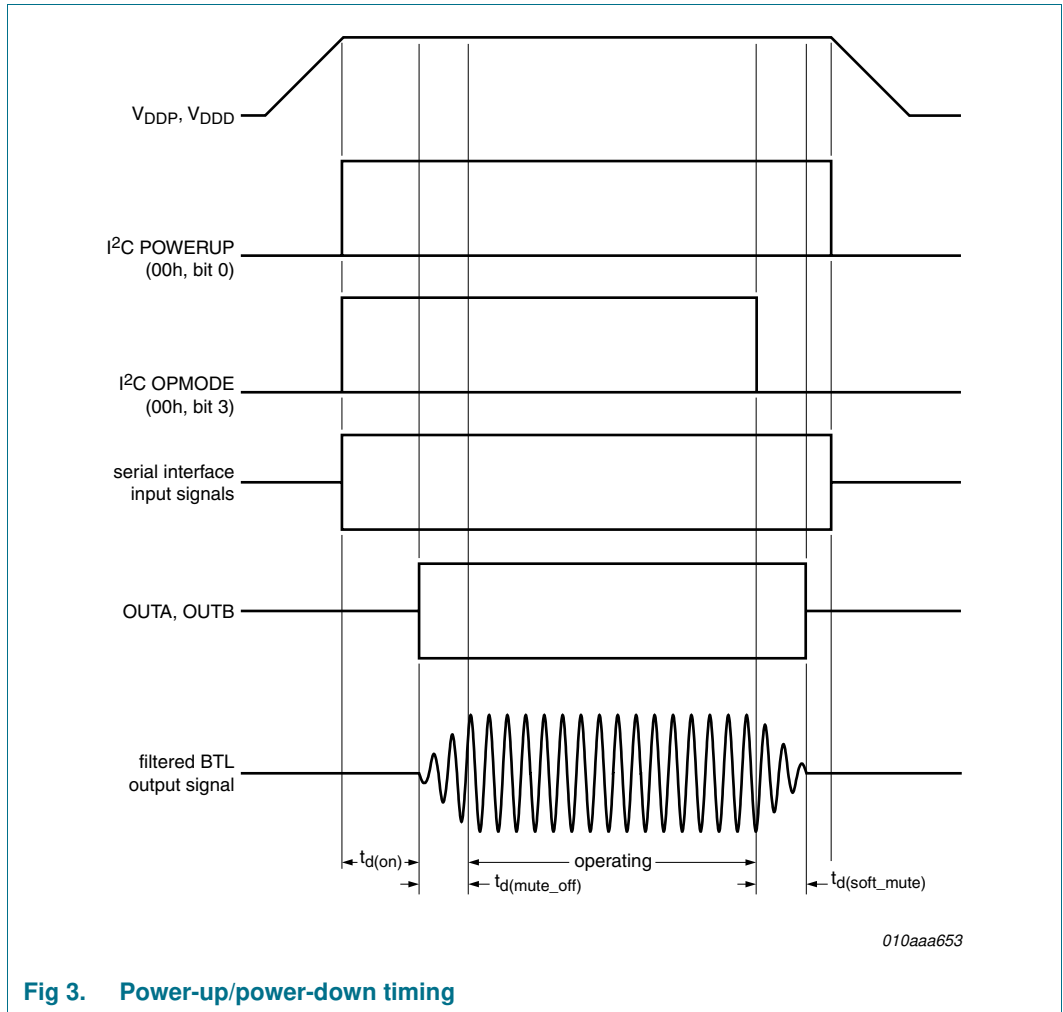 VDDP, VDDD
I2C POWERUP
(00h, bit 0)
I2C OPMODE
(00h, bit 3)
serial interface
input signals
OUTA, OUTB
filtered BTL
output signal
td(on)
operating
td(mute_off)
td(soft_mute)
010aaa653
Fig 3. Power-up/power-down timing